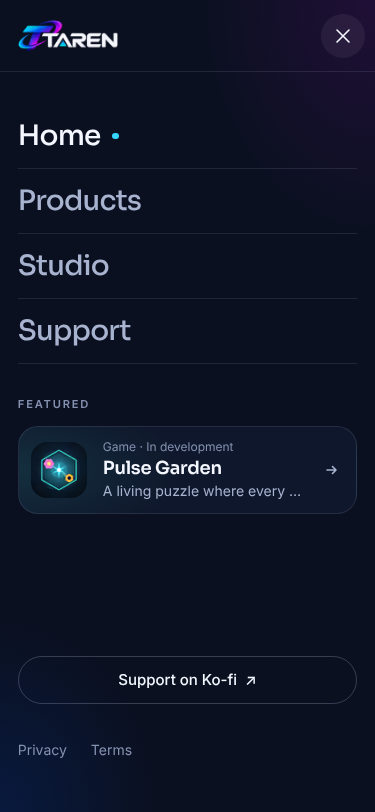 TAREN
Home
Products
Studio
Support
FEATURED
Game · In development
Pulse Garden
A living puzzle where every ...
Support on Ko-fi
Privacy Terms